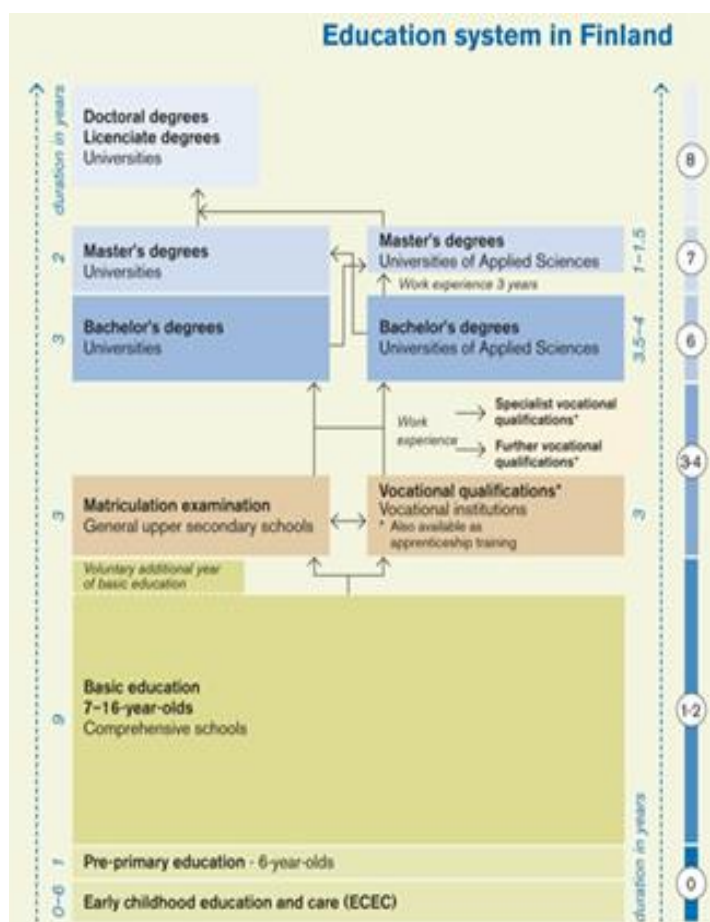 Education system in Finland
duration in years
Doctoral degrees
Licenciate degrees
Universities
8
2
Master's degrees
Universities
Master's degrees
Universities of Applied Sciences
1–1.5
7
Work experience 3 years
3
Bachelor's degrees
Universities
Bachelor's degrees
Universities of Applied Sciences
3.5–4
6
Work
experience
Specialist vocational
qualifications*
Further vocational
qualifications*
3-4
3
Matriculation examination
General upper secondary schools
Vocational qualifications*
Vocational institutions
* Also available as
apprenticeship training
3
Voluntary additional year
of basic education
9
Basic education
7–16-year-olds
Comprehensive schools
1-2
1
Pre-primary education - 6-year-olds
0–6
Early childhood education and care (ECEC)
duration in years
0